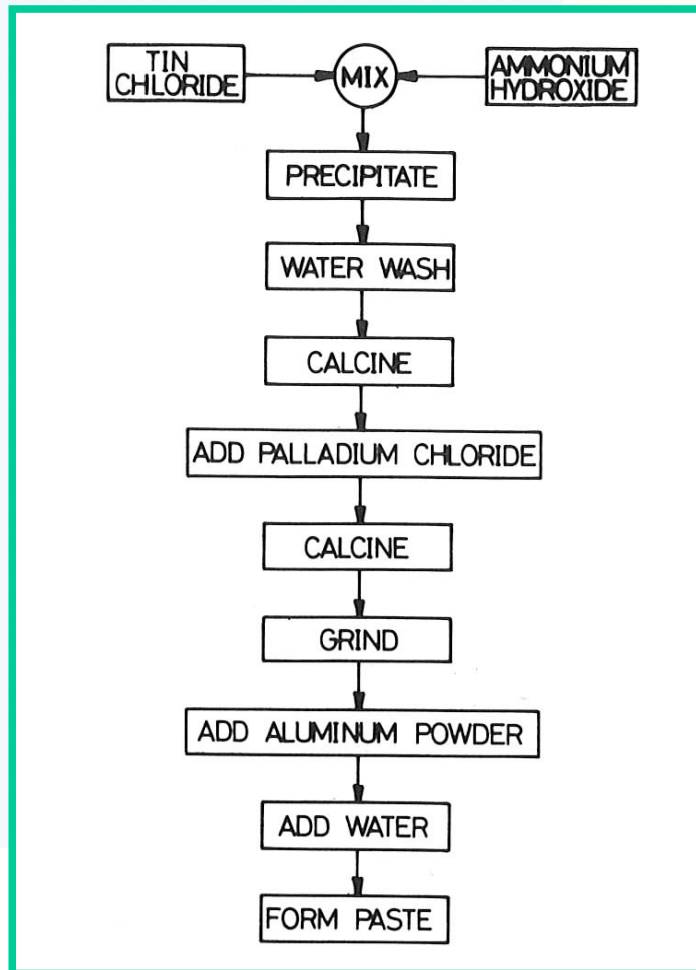 TIN
CHLORIDE
MIX
AMMONIUM
HYDROXIDE
PRECIPITATE
WATER WASH
CALCINE
ADD PALLADIUM CHLORIDE
CALCINE
GRIND
ADD ALUMINUM POWDER
ADD WATER
FORM PASTE